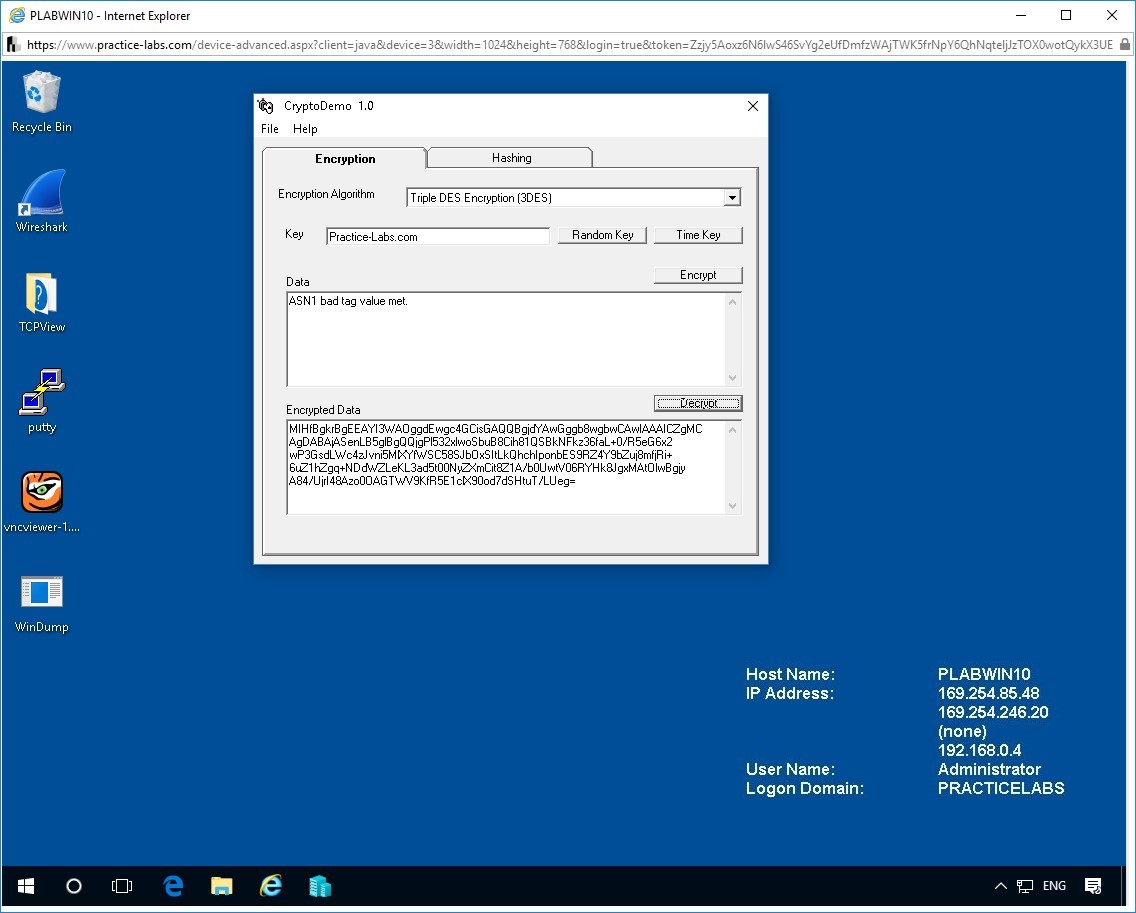 PLABWIN10 - Internet Explorer
https://www.practice-labs.com/device-advanced.aspx?client=java&device=3&width=1024&height=768&login=true&token=Zzjy5Aoxz6N6IwS46SvYg2eUfDmfzWAjTWK5frNpY6QhNqteIjJzTOX0wotQykX3UE
Recycle Bin
Wireshark
TCPView
putty
vncviewer-1....
WinDump
CryptoDemo 1.0
File Help
Encryption Hashing
Encryption Algorithm Triple DES Encryption (3DES)
Key Practice-Labs.com Random Key Time Key
Encrypt
Data
ASN1 bad tag value met.
Decrypt
Encrypted Data
MIHfBgkrBgEEAYI3WAOggdEwgc4GCisGAQQBgjdYAwGggb8wgbwCAwIAAAICZgMC
AgDABAjASenLB5glBgQQjgPl532xlwoSbuB8Cih81QSBkNFkz36faL+0/R5eG6x2
wP3GsdLWc4zJvni5MIXYfWSC58SJbOxSltLkQhchlponbES9RZ4Y9bZuj8mfjRi+
6uZ1hZgq+NDdWZLeKL3ad5t00NyZXmCit8Z1A/b0UwtV06RYHk8JgxMAtOlwBgjy
A84/UjrI48Azo0OAGTWV9KfR5E1clX90od7dSHtuT/LUeg=
Host Name: PLABWIN10
IP Address: 169.254.85.48
169.254.246.20
(none)
192.168.0.4
User Name: Administrator
Logon Domain: PRACTICELABS
ENG